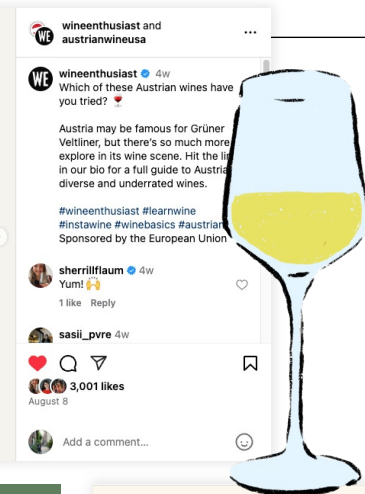 wineenthusiast and
austrianwineusa
WE
WE
wineenthusiast 4w
Which of these Austrian wines have
you tried? 🍷
Austria may be famous for Grüner
Veltliner, but there's so much more
explore in its wine scene. Hit the
in our bio for a full guide to
diverse and underrated wines.
#wineenthusiast #learnwine
#instawine #winebasics
Sponsored by the European Union
sherrillflaum 4w
Yum! 🙌
1 like Reply
sasii_pvre 4w
3,001 likes
August 8
Add a comment...